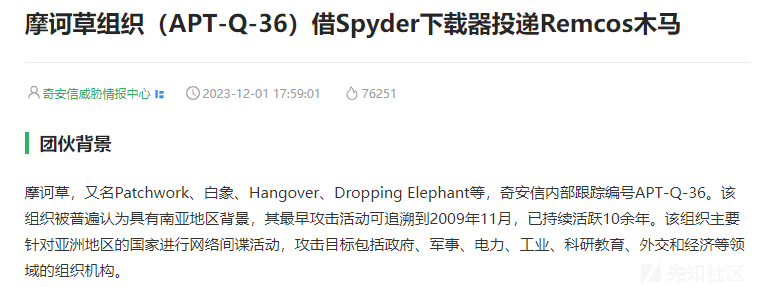 摩诃草组织（APT-Q-36）借Spyder下载器投递Remcos木马
奇安信威胁情报中心 2023-12-01 17:59:01 76251
团伙背景
摩诃草，又名Patchwork、白象、Hangover、Dropping Elephant等，奇安信内部跟踪编号APT-Q-36。该
组织被普遍认为具有南亚地区背景，其最早攻击活动可追溯到2009年11月，已持续活跃10余年。该组织主要
针对亚洲地区的国家进行网络间谍活动，攻击目标包括政府、军事、电力、工业、科研教育、外交和经济等领
域的组织机构。
先知社区